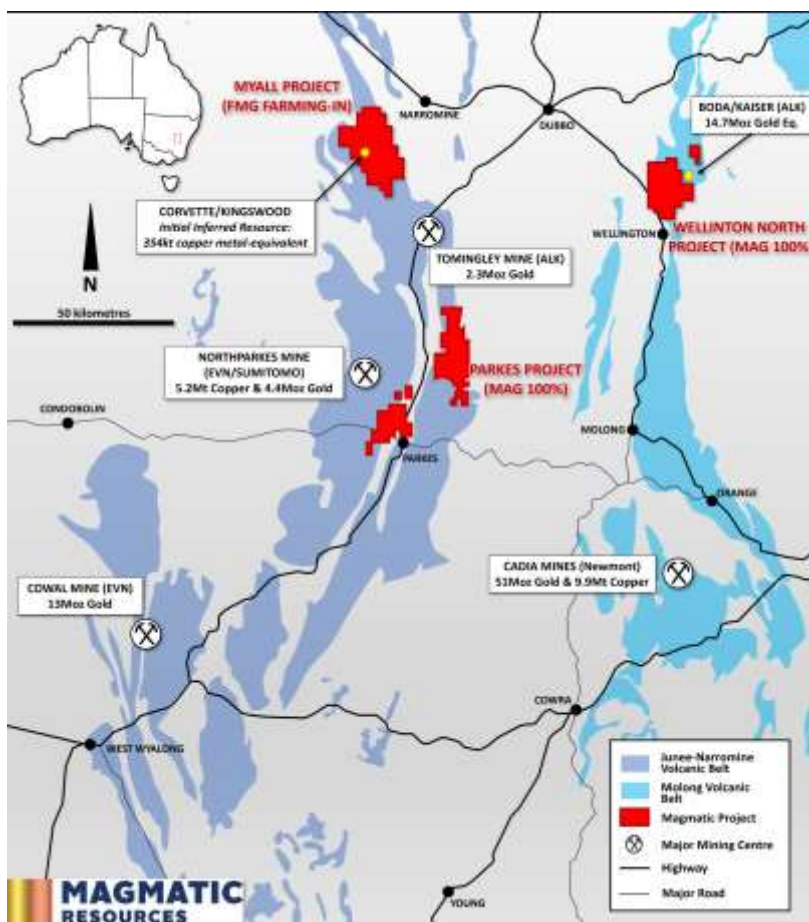 MYALL PROJECT
(FMG FARMING-IN)
NARROMINE
DUBBO
BODA/KAISER (ALK)
14.7Moz Gold Eq.
CORVETTE/KINGSWOOD
Initial Inferred Resource:
354kt copper metal-equivalent
WELLINGTON
WELLINTON NORTH
PROJECT (MAG 100%
TOMINGLEY MINE (ALK)
2.3Moz Gold
N
50 kilometres
NORTHPARKES MINE
(EVN/SUMITOMO)
5.2Mt Copper & 4.4Moz Gold
PARKES PROJECT
(MAG 100%)
CONDOBOLIN
PARKES
MOLONG
ORANGE
CADIA MINES (Newmont)
51Moz Gold & 9.9Mt Copper
COWAL MINE (EVN)
13Moz Gold
COWRA
WEST WYALONG
YOUNG
Junee-Narromine
Volcanic Belt
Molong Volcanic
Belt
Magmatic Project
Major Mining Centre
Highway
Major Road
MAGMATIC
RESOURCES